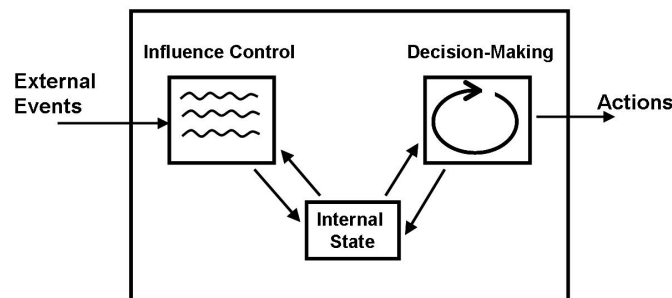 Influence Control
Decision-Making
External
Events
Actions
Internal
State